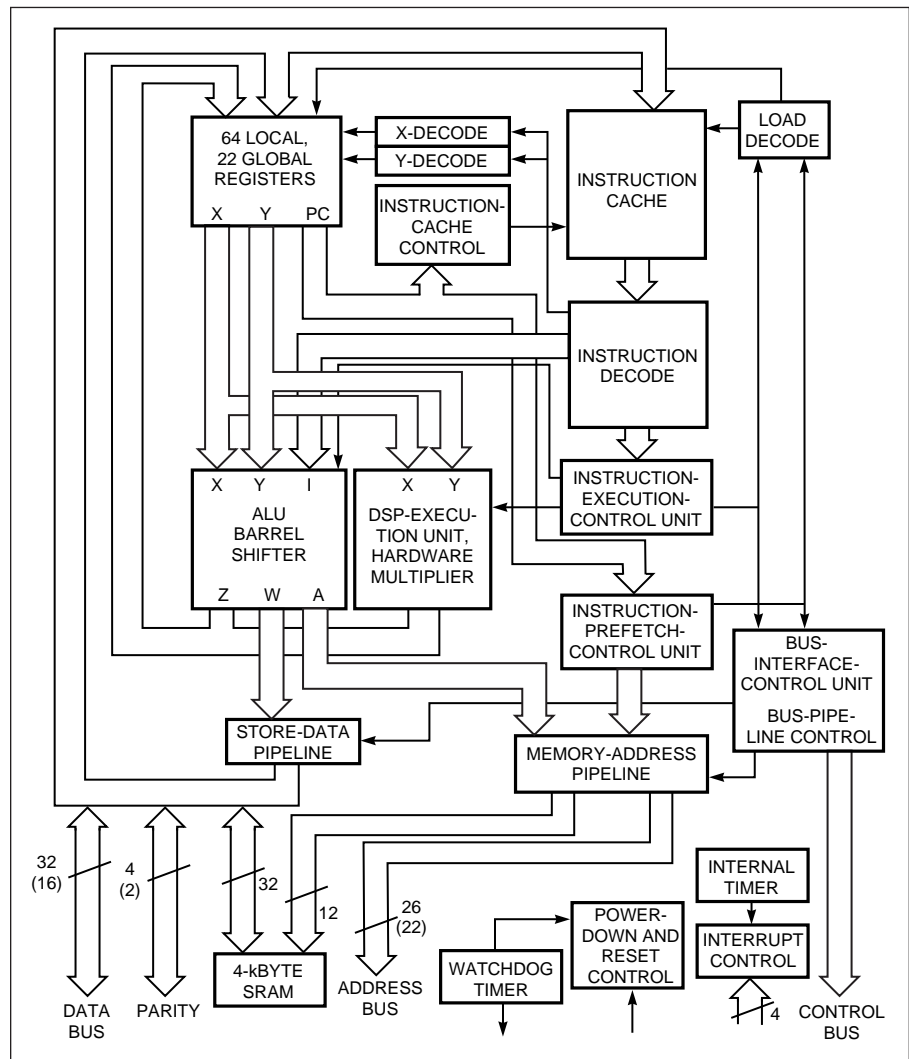 64 LOCAL,
22 GLOBAL
REGISTERS
X Y PC
X-DECODE
Y-DECODE
INSTRUCTION-
CACHE
CONTROL
INSTRUCTION
CACHE
LOAD
DECODE
INSTRUCTION
DECODE
X Y I
ALU
BARREL
SHIFTER
Z W A
X Y
DSP-EXECU-
TION UNIT,
HARDWARE
MULTIPLIER
INSTRUCTION-
EXECUTION-
CONTROL UNIT
INSTRUCTION-
PREFETCH-
CONTROL UNIT
BUS-
INTERFACE-
CONTROL UNIT
BUS-PIPE-
LINE CONTROL
STORE-DATA
PIPELINE
MEMORY-ADDRESS
PIPELINE
32
(16)
4
(2)
32
12
26
(22)
DATA
BUS
PARITY
4-kBYTE
SRAM
ADDRESS
BUS
WATCHDOG
TIMER
POWER-
DOWN AND
RESET
CONTROL
INTERNAL
TIMER
INTERRUPT
CONTROL
4
CONTROL
BUS